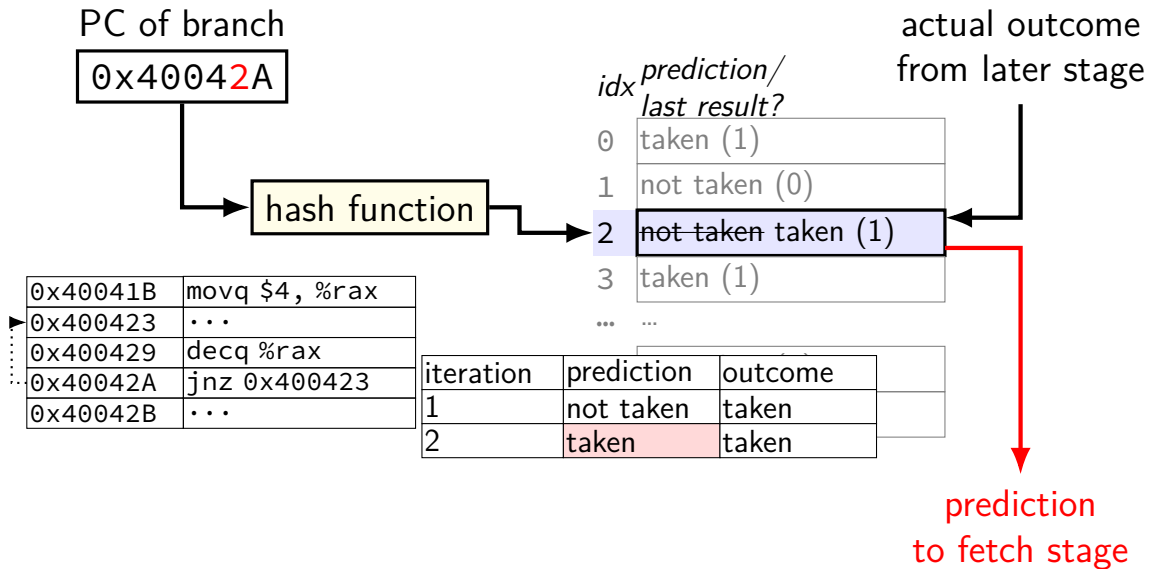 PC of branch
0x40042A
actual outcome
from later stage
idx
prediction/
last result?
0 taken (1)
1 not taken (0)
2 not taken taken (1)
3 taken (1)
… …
hash function
0x40041B movq $4, %rax
0x400423 ...
0x400429 decq %rax
0x40042A jnz 0x400423
0x40042B ...
iteration prediction outcome
1 not taken taken
2 taken taken
prediction
to fetch stage